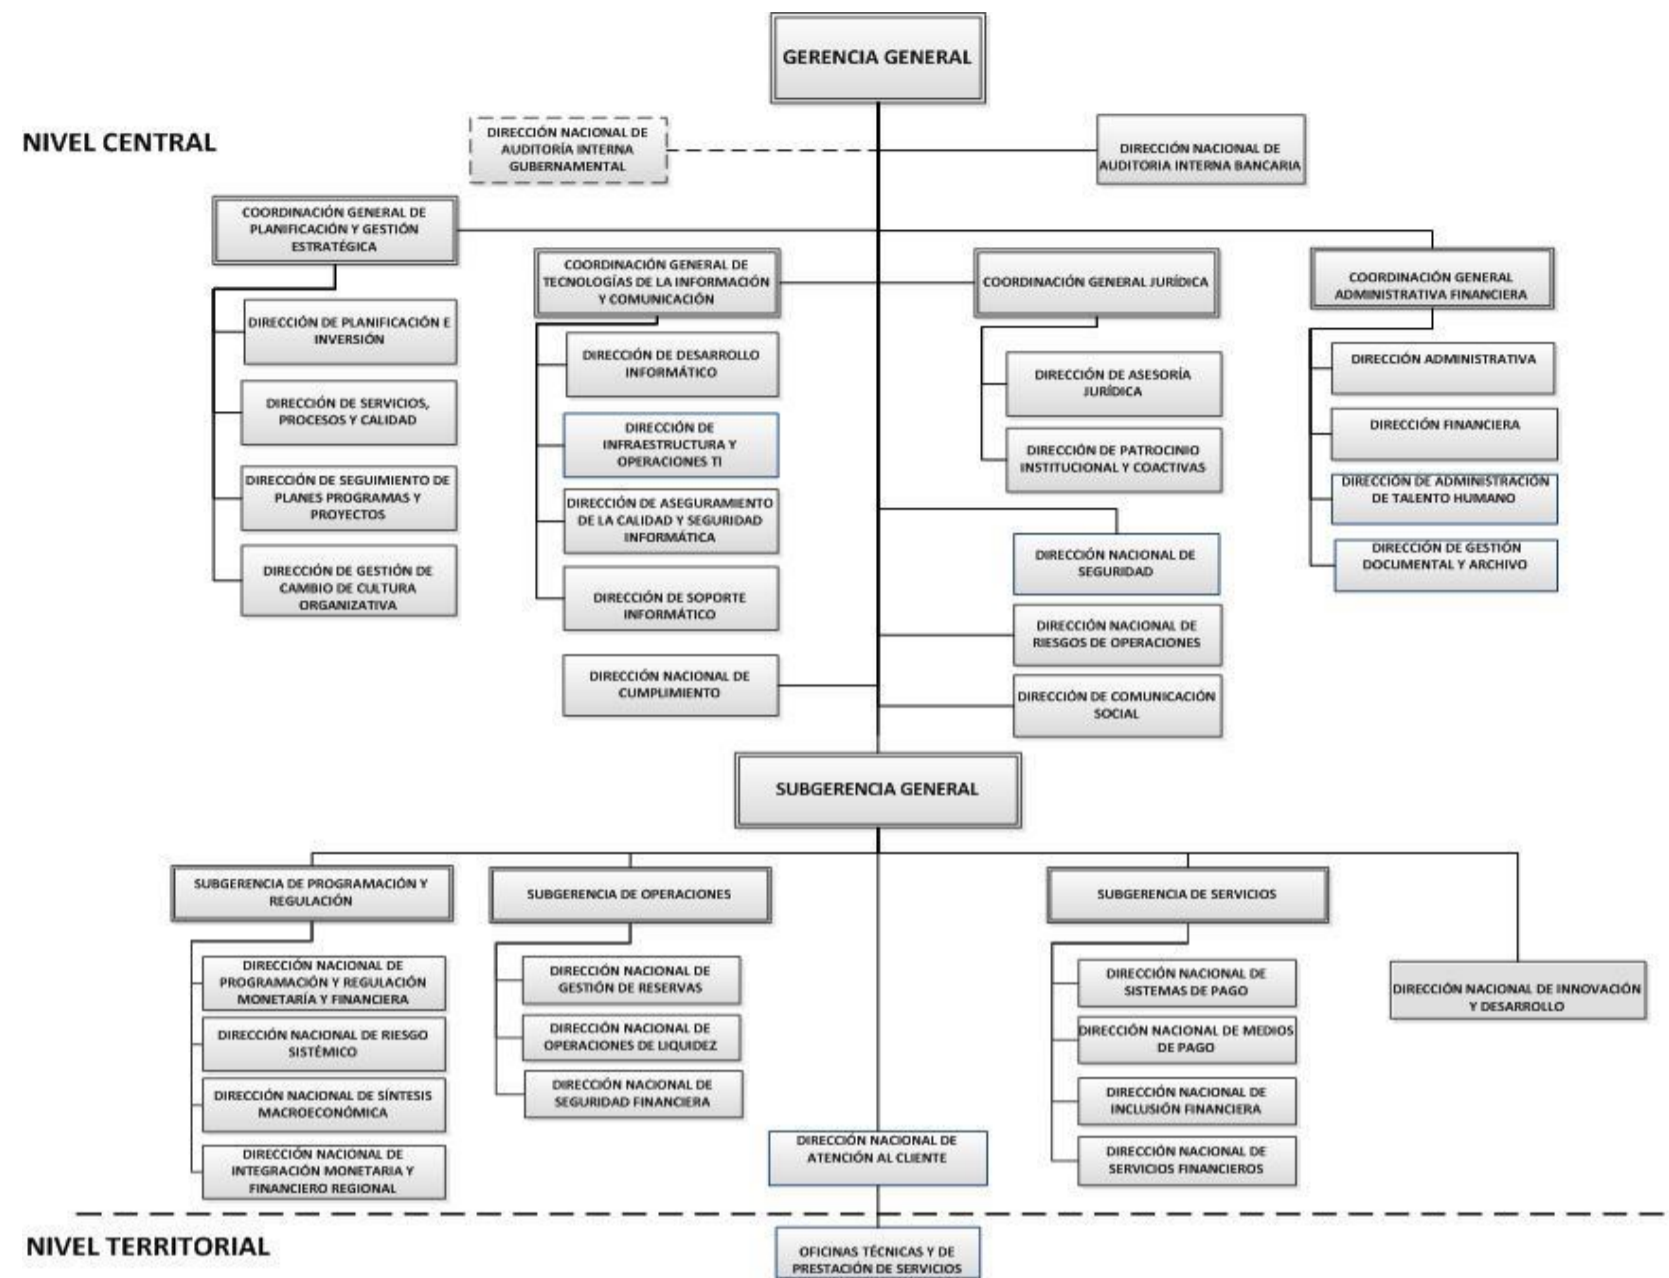 GERENCIA GENERAL
NIVEL CENTRAL
DIRECCIÓN NACIONAL DE
AUDITORÍA INTERNA
GUBERNAMENTAL
DIRECCIÓN NACIONAL DE
AUDITORIA INTERNA BANCARIA
COORDINACIÓN GENERAL DE
PLANIFICACIÓN Y GESTIÓN
ESTRATÉGICA
DIRECCIÓN DE PLANIFICACIÓN E
INVERSIÓN
DIRECCIÓN DE SERVICIOS,
PROCESOS Y CALIDAD
DIRECCIÓN DE SEGUIMIENTO DE
PLANES PROGRAMAS Y
PROYECTOS
DIRECCIÓN DE GESTIÓN DE
CAMBIO DE CULTURA
ORGANIZATIVA
COORDINACIÓN GENERAL DE
TECNOLOGÍAS DE LA INFORMACIÓN
Y COMUNICACIÓN
DIRECCIÓN DE DESARROLLO
INFORMÁTICO
DIRECCIÓN DE
INFRAESTRUCTURA Y
OPERACIONES TI
DIRECCIÓN DE ASEGURAMIENTO
DE LA CALIDAD Y SEGURIDAD
INFORMÁTICA
DIRECCIÓN DE SOPORTE
INFORMÁTICO
DIRECCIÓN NACIONAL DE
CUMPLIMIENTO
COORDINACIÓN GENERAL JURÍDICA
DIRECCIÓN DE ASESORÍA
JURÍDICA
DIRECCIÓN DE PATROCINIO
INSTITUCIONAL Y COACTIVAS
DIRECCIÓN NACIONAL DE
SEGURIDAD
DIRECCIÓN NACIONAL DE
RIESGOS DE OPERACIONES
DIRECCIÓN DE COMUNICACIÓN
SOCIAL
COORDINACIÓN GENERAL
ADMINISTRATIVA FINANCIERA
DIRECCIÓN ADMINISTRATIVA
DIRECCIÓN FINANCIERA
DIRECCIÓN DE ADMINISTRACIÓN
DE TALENTO HUMANO
DIRECCIÓN DE GESTIÓN
DOCUMENTAL Y ARCHIVO
SUBGERENCIA GENERAL
SUBGERENCIA DE PROGRAMACIÓN Y
REGULACIÓN
DIRECCIÓN NACIONAL DE
PROGRAMACIÓN Y REGULACIÓN
MONETARÍA Y FINANCIERA
DIRECCIÓN NACIONAL DE RIESGO
SISTÉMICO
DIRECCIÓN NACIONAL DE SÍNTESIS
MACROECONÓMICA
DIRECCIÓN NACIONAL DE
INTEGRACIÓN MONETARIA Y
FINANCIERO REGIONAL
SUBGERENCIA DE OPERACIONES
DIRECCIÓN NACIONAL DE
GESTIÓN DE RESERVAS
DIRECCIÓN NACIONAL DE
OPERACIONES DE LIQUIDEZ
DIRECCIÓN NACIONAL DE
SEGURIDAD FINANCIERA
DIRECCIÓN NACIONAL DE
ATENCIÓN AL CLIENTE
SUBGERENCIA DE SERVICIOS
DIRECCIÓN NACIONAL DE
SISTEMAS DE PAGO
DIRECCIÓN NACIONAL DE MEDIOS
DE PAGO
DIRECCIÓN NACIONAL DE
INCLUSIÓN FINANCIERA
DIRECCIÓN NACIONAL DE
SERVICIOS FINANCIEROS
DIRECCIÓN NACIONAL DE INNOVACIÓN
Y DESARROLLO
NIVEL TERRITORIAL
OFICINAS TÉCNICAS Y DE
PRESTACIÓN DE SERVICIOS